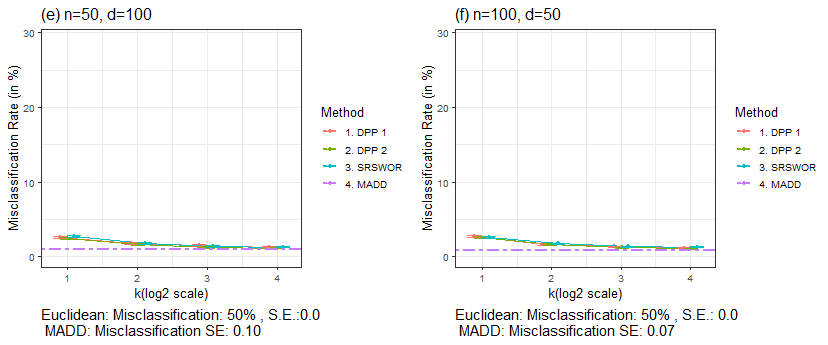 (e) n=50, d=100
Misclassification Rate (in %)
30
20
10
0
1 2 3 4
k(log2 scale)
Method
1. DPP 1
2. DPP 2
3. SRSWOR
4. MADD
Euclidean: Misclassification: 50% , S.E.:0.0
MADD: Misclassification SE: 0.10
(f) n=100, d=50
Misclassification Rate (in %)
30
20
10
0
1 2 3 4
k(log2 scale)
Method
1. DPP 1
2. DPP 2
3. SRSWOR
4. MADD
Euclidean: Misclassification: 50% , S.E.: 0.0
MADD: Misclassification SE: 0.07